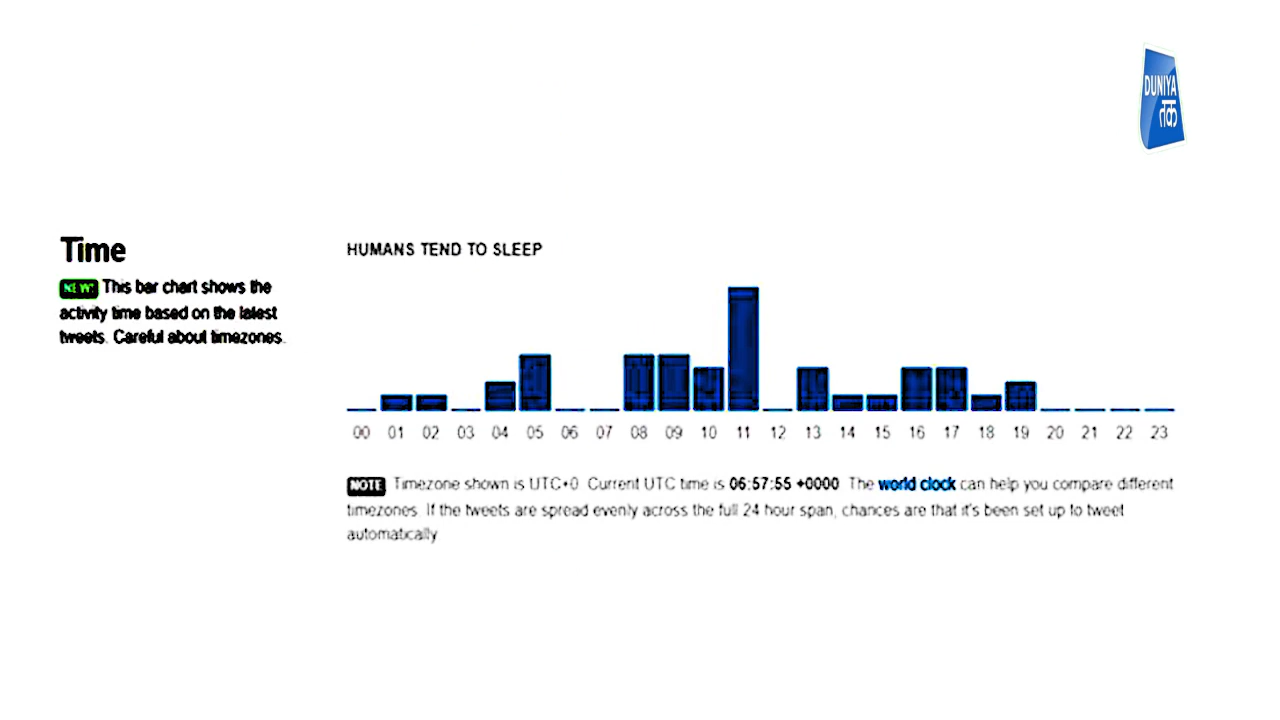 DUNIYA
तक
Time
NEW! This bar chart shows the
activity time based on the latest
tweets. Careful about timezones.
HUMANS TEND TO SLEEP
00 01 02 03 04 05 06 07 08 09 10 11 12 13 14 15 16 17 18 19 20 21 22 23
NOTE Timezone shown is UTC+0. Current UTC time is 06:57:55 +0000. The world clock can help you compare different
timezones. If the tweets are spread evenly across the full 24 hour span, chances are that it's been set up to tweet
automatically